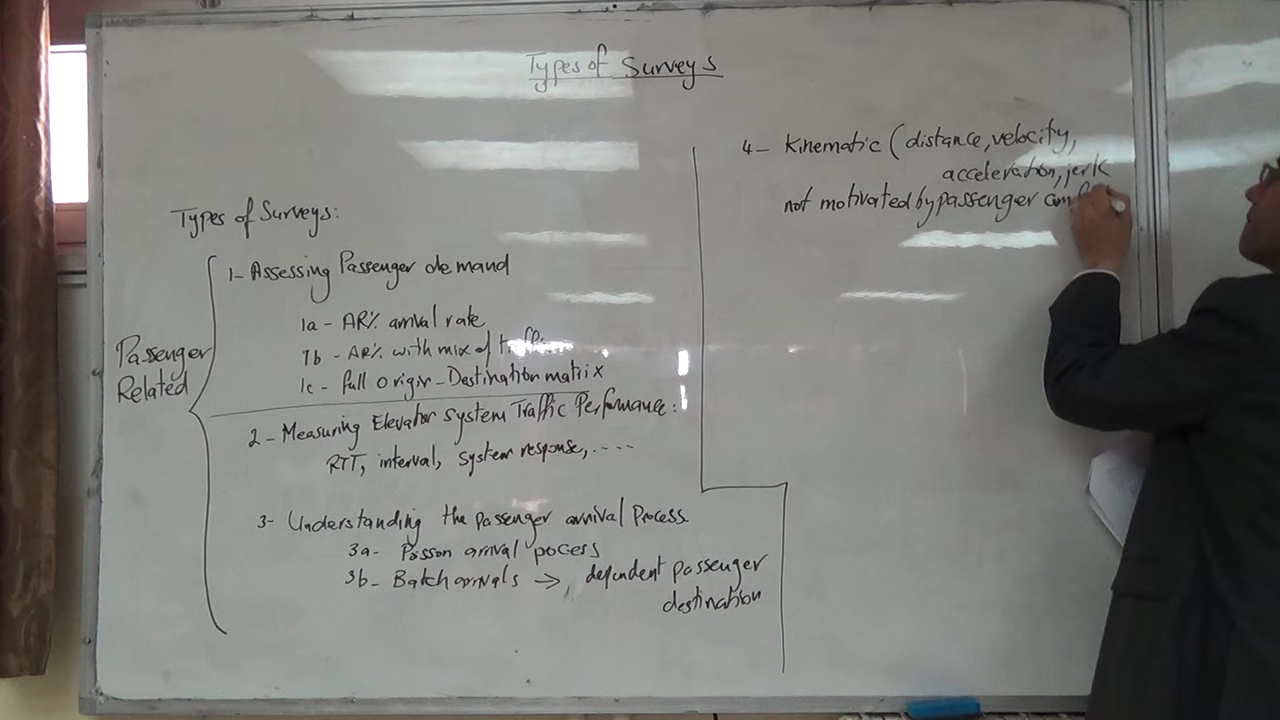 Types of Surveys
Types of Surveys:
Passenger
Related
1- Assessing Passenger demand
1a - AR% arrival rate
1b - AR% with mix of traffic
1c - full origin-Destination matrix
2- Measuring Elevator System Traffic Performance:
RTT, interval, system response, ....
3- Understanding the passenger arrival Process
3a- Poisson arrival pocess
3b- Batch arrivals → dependent passenger
destination
4- Kinematic (distance, velocity,
acceleration, jerk
not motivated by passenger